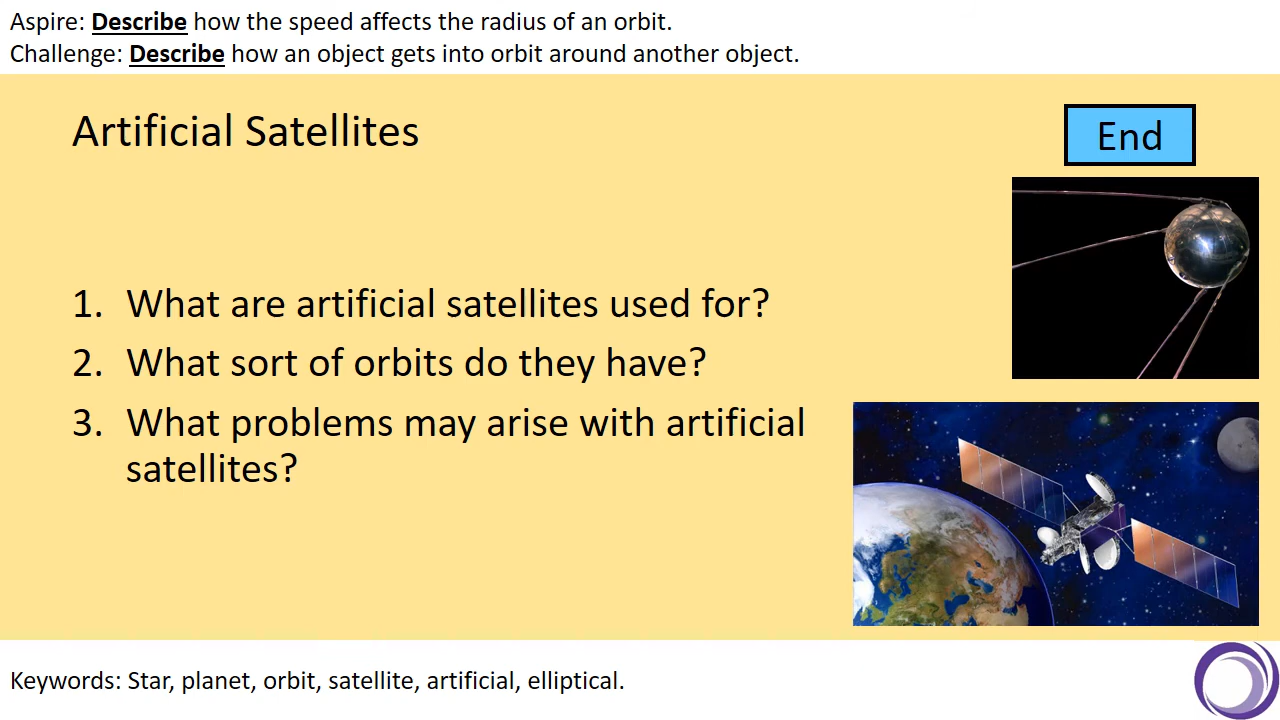 Aspire: Describe how the speed affects the radius of an orbit.
Challenge: Describe how an object gets into orbit around another object.
Artificial Satellites
End
1. What are artificial satellites used for?
2. What sort of orbits do they have?
3. What problems may arise with artificial
satellites?
Keywords: Star, planet, orbit, satellite, artificial, elliptical.